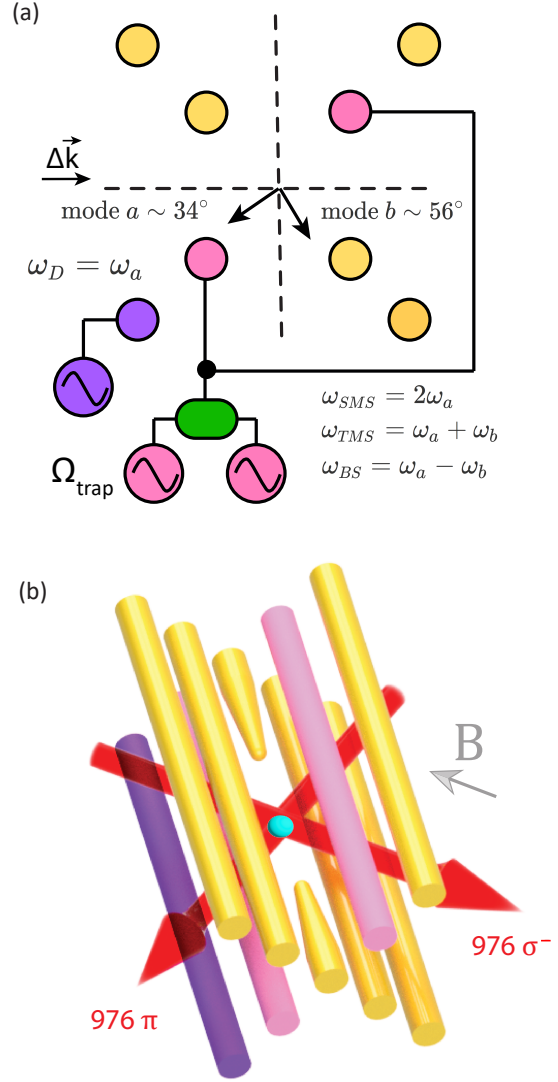 (a)
Δk⃗
mode a ∼ 34°
mode b ∼ 56°
ω_D = ω_a
ω_SMS = 2ω_a
ω_TMS = ω_a + ω_b
ω_BS = ω_a − ω_b
Ω_trap
(b)
B
976 σ⁻
976 π